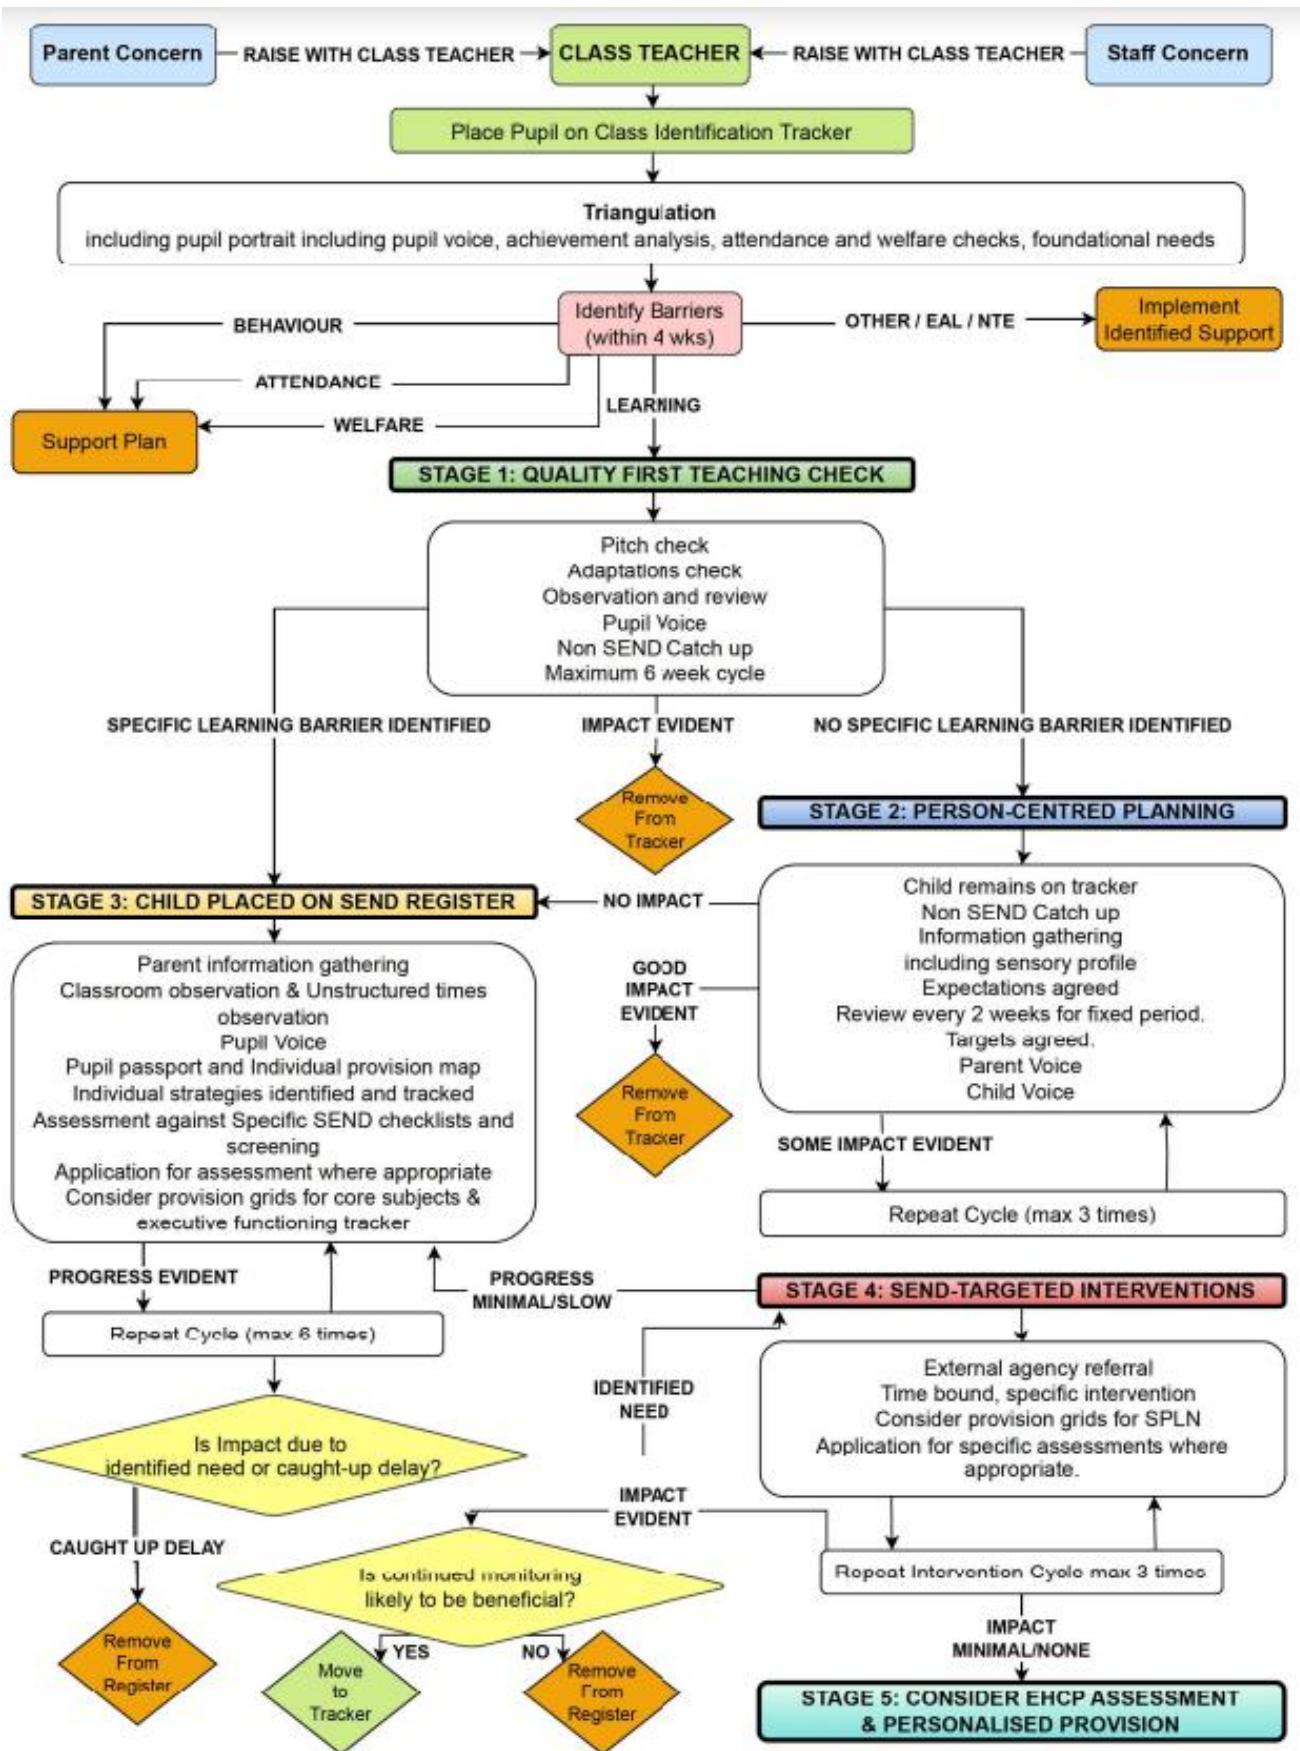 Parent Concern
RAISE WITH CLASS TEACHER
CLASS TEACHER
RAISE WITH CLASS TEACHER
Staff Concern
Place Pupil on Class Identification Tracker
Triangulation
including pupil portrait including pupil voice, achievement analysis, attendance and welfare checks, foundational needs
Identify Barriers
(within 4 wks)
BEHAVIOUR
OTHER / EAL / NTE
Implement
Identified Support
ATTENDANCE
LEARNING
WELFARE
Support Plan
STAGE 1: QUALITY FIRST TEACHING CHECK
Pitch check
Adaptations check
Observation and review
Pupil Voice
Non SEND Catch up
Maximum 6 week cycle
SPECIFIC LEARNING BARRIER IDENTIFIED
IMPACT EVIDENT
NO SPECIFIC LEARNING BARRIER IDENTIFIED
Remove
From
Tracker
STAGE 2: PERSON-CENTRED PLANNING
Child remains on tracker
Non SEND Catch up
Information gathering
including sensory profile
Expectations agreed
Review every 2 weeks for fixed period.
Targets agreed.
Parent Voice
Child Voice
NO IMPACT
GOOD
IMPACT
EVIDENT
Remove
From
Tracker
SOME IMPACT EVIDENT
Repeat Cycle (max 3 times)
STAGE 3: CHILD PLACED ON SEND REGISTER
Parent information gathering
Classroom observation & Unstructured times
observation
Pupil Voice
Pupil passport and Individual provision map
Individual strategies identified and tracked
Assessment against Specific SEND checklists and
screening
Application for assessment where appropriate
Consider provision grids for core subjects &
executive functioning tracker
PROGRESS EVIDENT
Repeat Cycle (max 6 times)
PROGRESS
MINIMAL/SLOW
STAGE 4: SEND-TARGETED INTERVENTIONS
External agency referral
Time bound, specific intervention
Consider provision grids for SPLN
Application for specific assessments where
appropriate.
IDENTIFIED
NEED
Is Impact due to
identified need or caught-up delay?
CAUGHT UP DELAY
Remove
From
Register
IMPACT
EVIDENT
Is continued monitoring
likely to be beneficial?
YES
NO
Move
to
Tracker
Remove
From
Register
Repeat Intervention Cycle max 3 times
IMPACT
MINIMAL/NONE
STAGE 5: CONSIDER EHCP ASSESSMENT
& PERSONALISED PROVISION